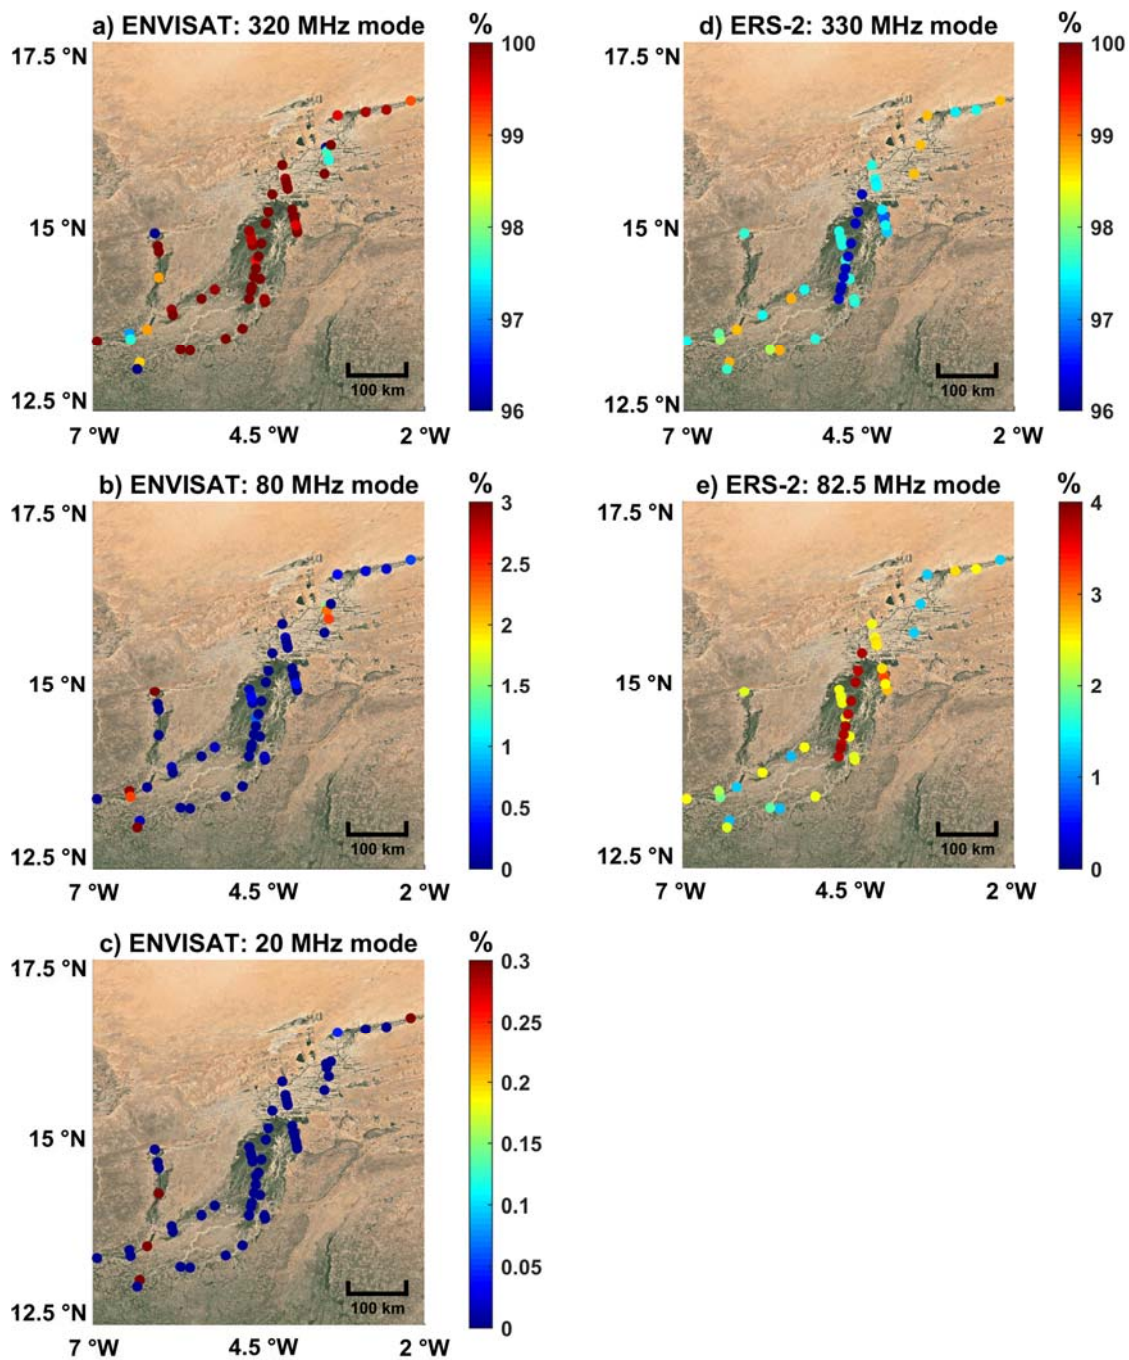 a) ENVISAT: 320 MHz mode
%
17.5 °N
15 °N
12.5 °N
7 °W
4.5 °W
2 °W
100
99
98
97
96
100 km
d) ERS-2: 330 MHz mode
%
17.5 °N
15 °N
12.5 °N
7 °W
4.5 °W
2 °W
100
99
98
97
96
100 km
b) ENVISAT: 80 MHz mode
%
17.5 °N
15 °N
12.5 °N
7 °W
4.5 °W
2 °W
3
2.5
2
1.5
1
0.5
0
100 km
e) ERS-2: 82.5 MHz mode
%
17.5 °N
15 °N
12.5 °N
7 °W
4.5 °W
2 °W
4
3
2
1
0
100 km
c) ENVISAT: 20 MHz mode
%
17.5 °N
15 °N
12.5 °N
7 °W
4.5 °W
2 °W
0.3
0.25
0.2
0.15
0.1
0.05
0
100 km